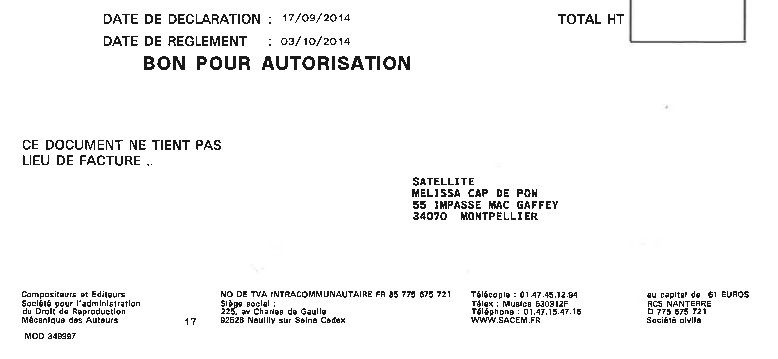 DATE DE DECLARATION : 17/09/2014
TOTAL HT
DATE DE REGLEMENT : 03/10/2014
BON POUR AUTORISATION
CE DOCUMENT NE TIENT PAS
LIEU DE FACTURE ..
SATELLITE
MELISSA CAP DE PON
55 IMPASSE MAC GAFFEY
34070 MONTPELLIER
Compositeurs et Editeurs
Société pour l'administration
du Droit de Reproduction
Mécanique des Auteurs
17
NO DE TVA INTRACOMMUNAUTAIRE FR 85 775 675 721
Siège social :
225, av Charles de Gaulle
92528 Neuilly sur Seine Cedex
Télécopie : 01.47.45.12.94
Télex : Musica 630912F
Téléphone : 01.47.15.47.15
WWW.SACEM.FR
au capital de 61 EUROS
RCS NANTERRE
D 775 675 721
Société civile
MOD 349997